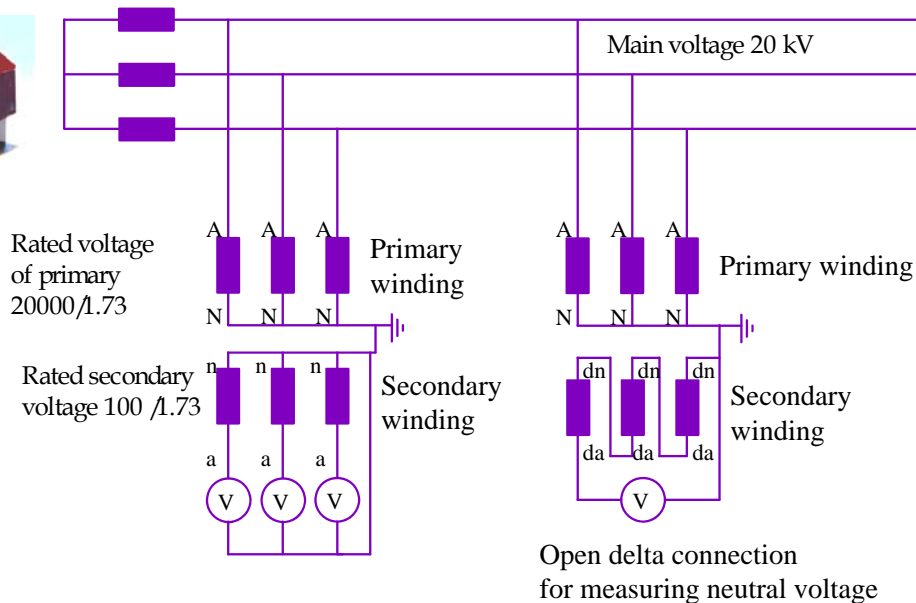 Main voltage 20 kV
A A A
A A A
Rated voltage
of primary
20000/1.73
Primary
winding
Primary winding
N N N
N N N
Rated secondary
voltage 100 /1.73
n n n
Secondary
winding
dn dn dn
Secondary
winding
a a a
da da da
V V V
V
Open delta connection
for measuring neutral voltage